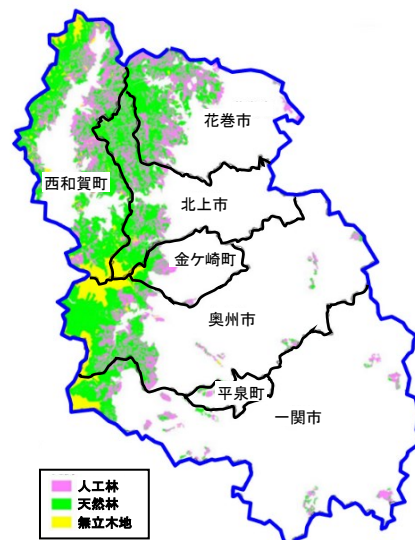 花巻市
西和賀町
北上市
金ケ崎町
奥州市
平泉町
一関市
人工林
天然林
無立木地